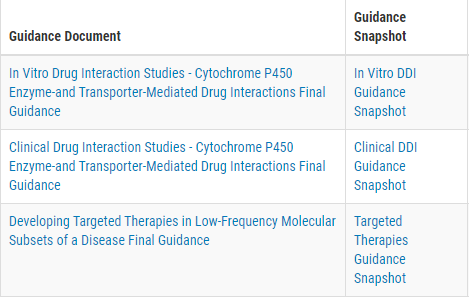 Guidance Document
Guidance
Snapshot
In Vitro Drug Interaction Studies - Cytochrome P450
Enzyme-and Transporter-Mediated Drug Interactions Final
Guidance
In Vitro DDI
Guidance
Snapshot
Clinical Drug Interaction Studies - Cytochrome P450
Enzyme-and Transporter-Mediated Drug Interactions Final
Guidance
Clinical DDI
Guidance
Snapshot
Developing Targeted Therapies in Low-Frequency Molecular
Subsets of a Disease Final Guidance
Targeted
Therapies
Guidance
Snapshot